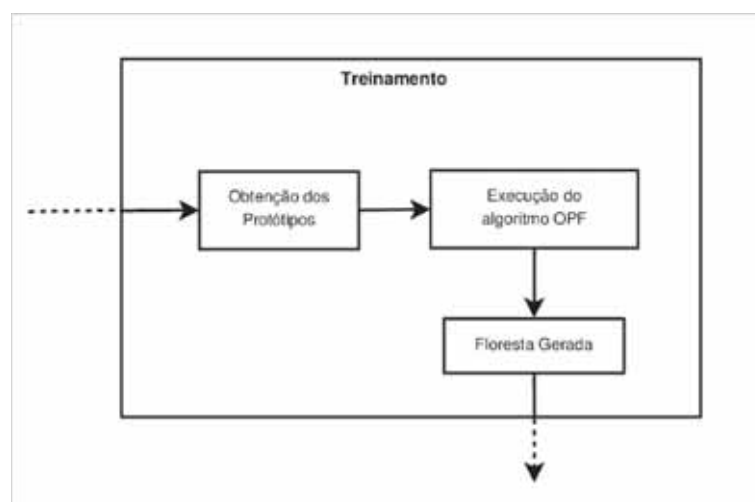 Treinamento
Obtenção dos
Protótipos
Execução do
algoritmo OPF
Floresta Gerada